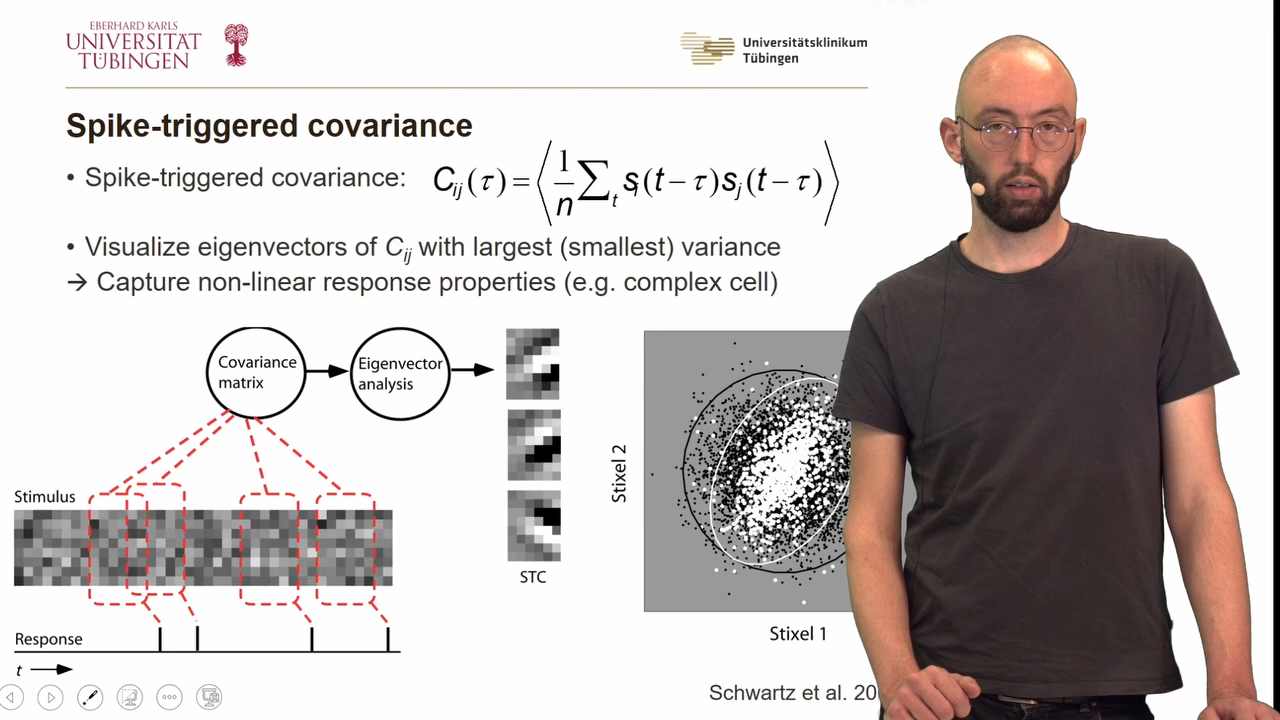 EBERHARD KARLS
UNIVERSITÄT
TÜBINGEN
Universitätsklinikum
Tübingen
Spike-triggered covariance
• Spike-triggered covariance: C_ij(τ) = ⟨ 1/n ∑_t s_i(t−τ)s_j(t−τ) ⟩
• Visualize eigenvectors of C_ij with largest (smallest) variance
→ Capture non-linear response properties (e.g. complex cell)
Covariance
matrix
Eigenvector
analysis
Stimulus
STC
Response
t
Stixel 2
Stixel 1
Schwartz et al.